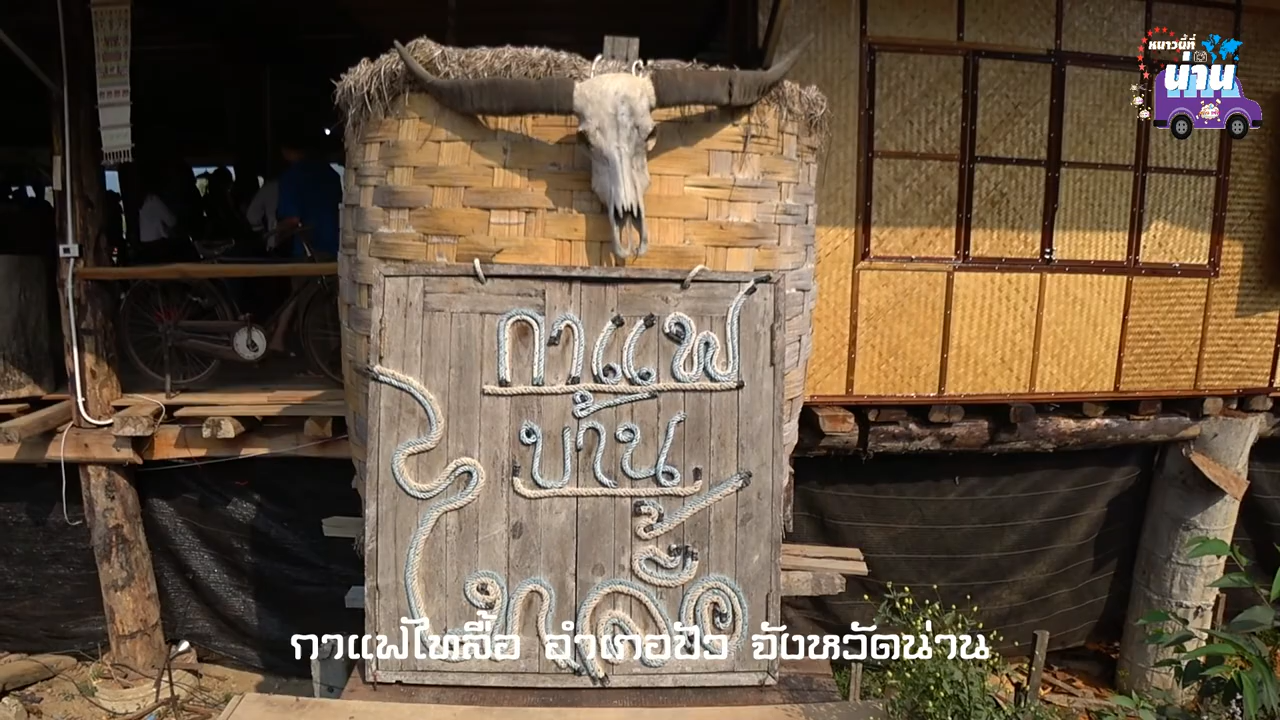 หนาวนี้ที่
น่าน
กาแฟ
บ้าน
ไทลื้อ
กาแฟไทลื้อ อำเภอปัว จังหวัดน่าน